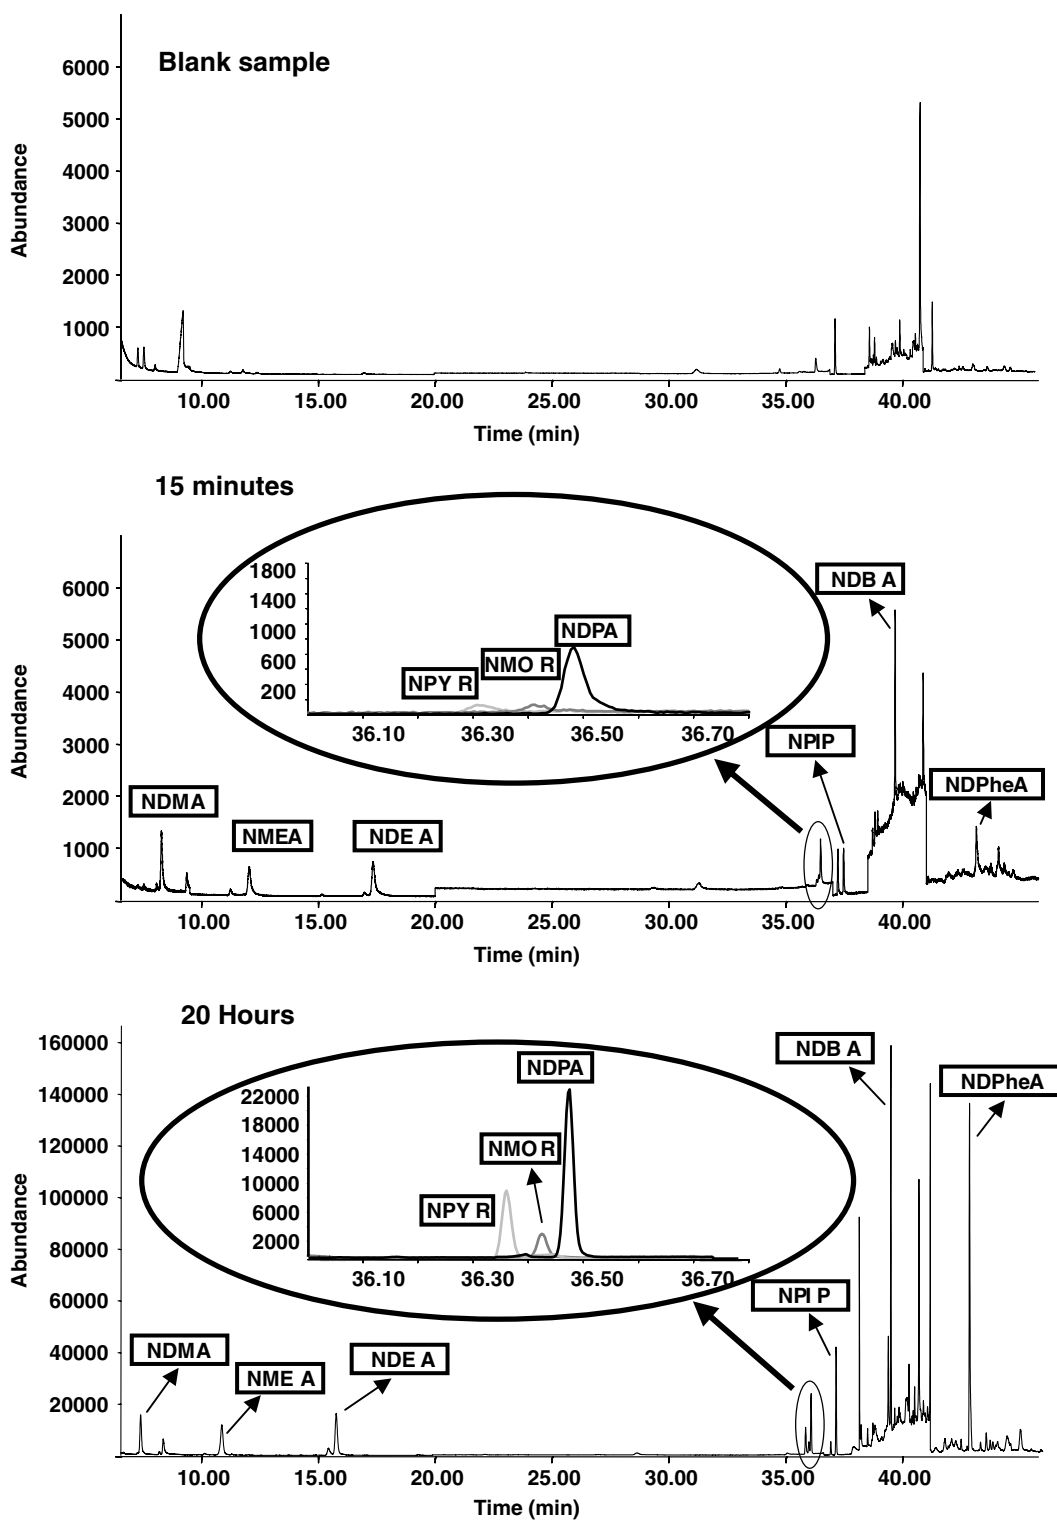 Blank sample
6000
5000
4000
3000
2000
1000
Abundance
10.00 15.00 20.00 25.00 30.00 35.00 40.00
Time (min)
15 minutes
6000
5000
4000
3000
2000
1000
Abundance
1800
1400
1000
600
200
NPY R
NMO R
NDPA
36.10 36.30 36.50 36.70
NDB A
NPIP
NDPheA
NDMA
NMEA
NDE A
10.00 15.00 20.00 25.00 30.00 35.00 40.00
Time (min)
20 Hours
160000
140000
120000
100000
80000
60000
40000
20000
Abundance
22000
18000
14000
10000
6000
2000
NDPA
NMO R
NPY R
36.10 36.30 36.50 36.70
NDB A
NDPheA
NPI P
NDMA
NME A
NDE A
10.00 15.00 20.00 25.00 30.00 35.00 40.00
Time (min)